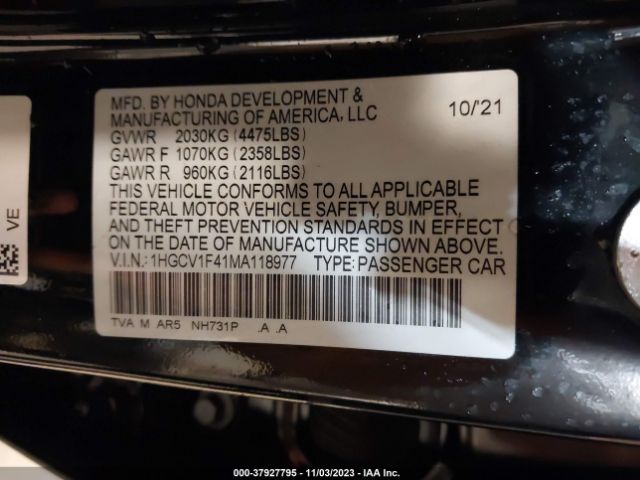 MFD. BY HONDA DEVELOPMENT &
MANUFACTURING OF AMERICA, LLC
10/21
GVWR 2030KG (4475LBS)
GAWR F 1070KG (2358LBS)
GAWR R 960KG (2116LBS)
THIS VEHICLE CONFORMS TO ALL APPLICABLE
FEDERAL MOTOR VEHICLE SAFETY, BUMPER,
AND THEFT PREVENTION STANDARDS IN EFFECT
ON THE DATE OF MANUFACTURE SHOWN ABOVE.
V.I.N.: 1HGCV1F41MA118977 TYPE: PASSENGER CAR
TVA M AR5 NH731P .A .A
VE
000-37927795 - 11/03/2023 - IAA Inc.